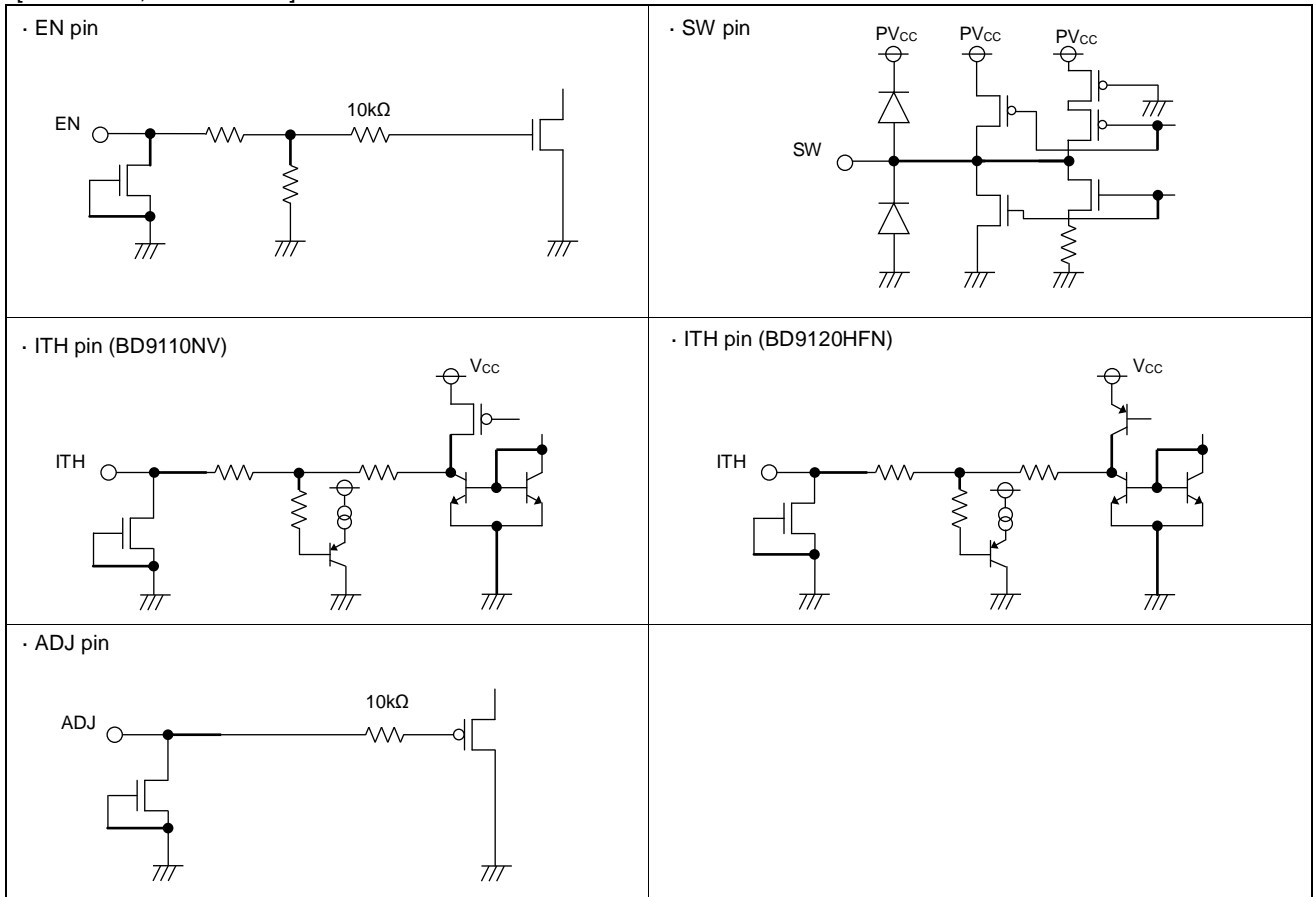 · EN pin
EN
10kΩ
· SW pin
PVCC PVCC PVCC
SW
· ITH pin (BD9110NV)
VCC
ITH
· ITH pin (BD9120HFN)
VCC
ITH
· ADJ pin
ADJ
10kΩ